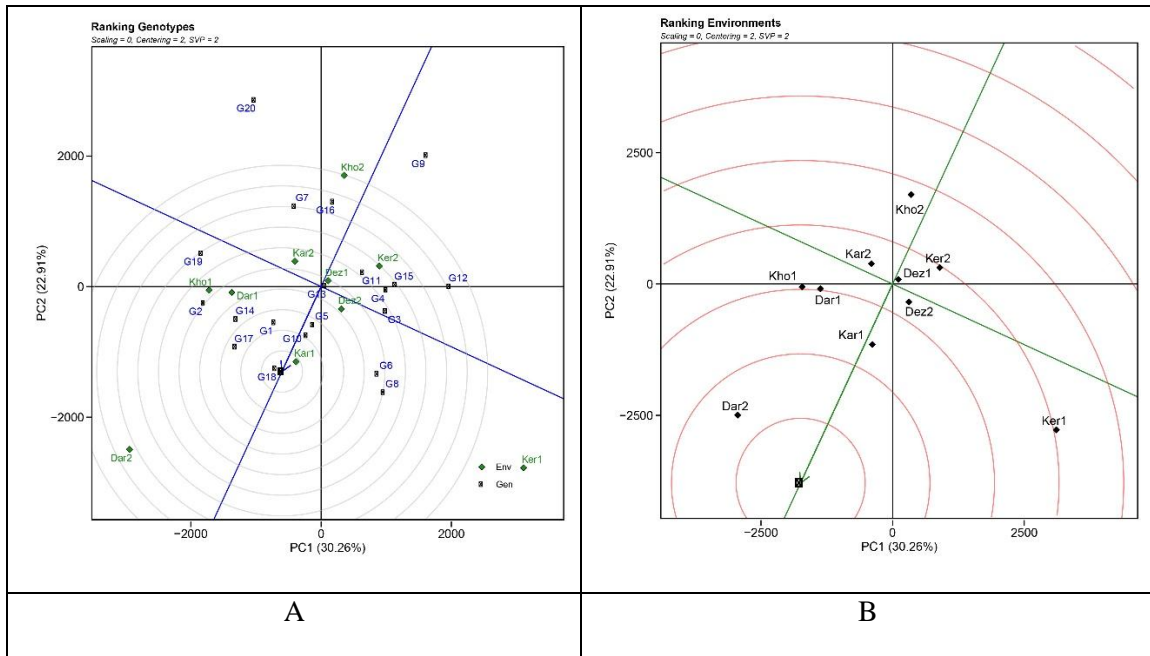 Ranking Genotypes
Scaling = 0, Centering = 2, SVP = 2
G20
G9
Kho2
G7
G16
G19
Kar2
Ker2
Dez1
G11
G15
G12
Kho1
Dar1
G13
G4
G2
G14
Dez2
G3
G1
G5
G17
G10
Kar1
G18
G6
G8
Dar2
Ker1
Env
Gen
2000
0
−2000
−2000
0
2000
PC2 (22.91%)
PC1 (30.26%)
Ranking Environments
Scaling = 0, Centering = 2, SVP = 2
Kho2
Kar2
Ker2
Dez1
Kho1
Dar1
Dez2
Kar1
Dar2
Ker1
2500
0
−2500
−2500
0
2500
PC2 (22.91%)
PC1 (30.26%)
A
B